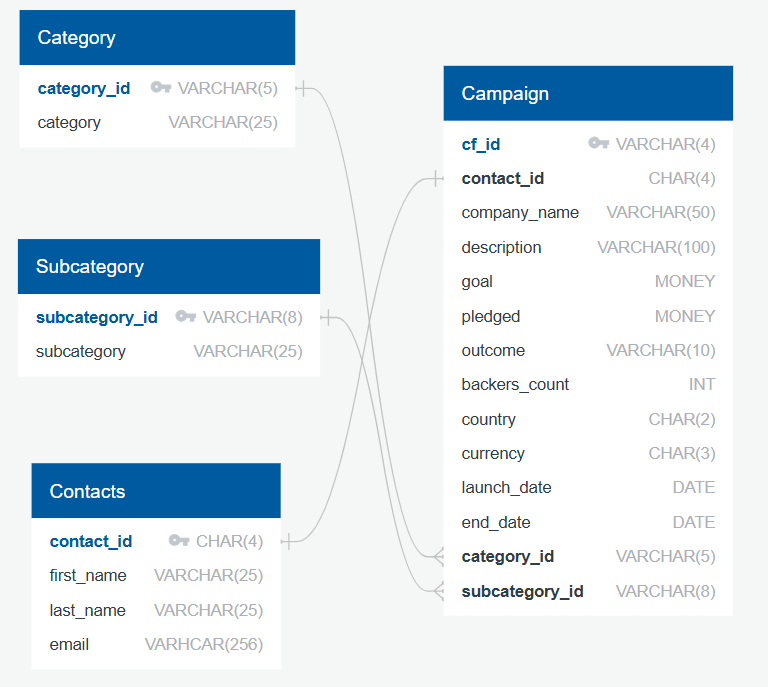 Category
category_id VARCHAR(5)
category VARCHAR(25)
Subcategory
subcategory_id VARCHAR(8)
subcategory VARCHAR(25)
Contacts
contact_id CHAR(4)
first_name VARCHAR(25)
last_name VARCHAR(25)
email VARHCAR(256)
Campaign
cf_id VARCHAR(4)
contact_id CHAR(4)
company_name VARCHAR(50)
description VARCHAR(100)
goal MONEY
pledged MONEY
outcome VARCHAR(10)
backers_count INT
country CHAR(2)
currency CHAR(3)
launch_date DATE
end_date DATE
category_id VARCHAR(5)
subcategory_id VARCHAR(8)